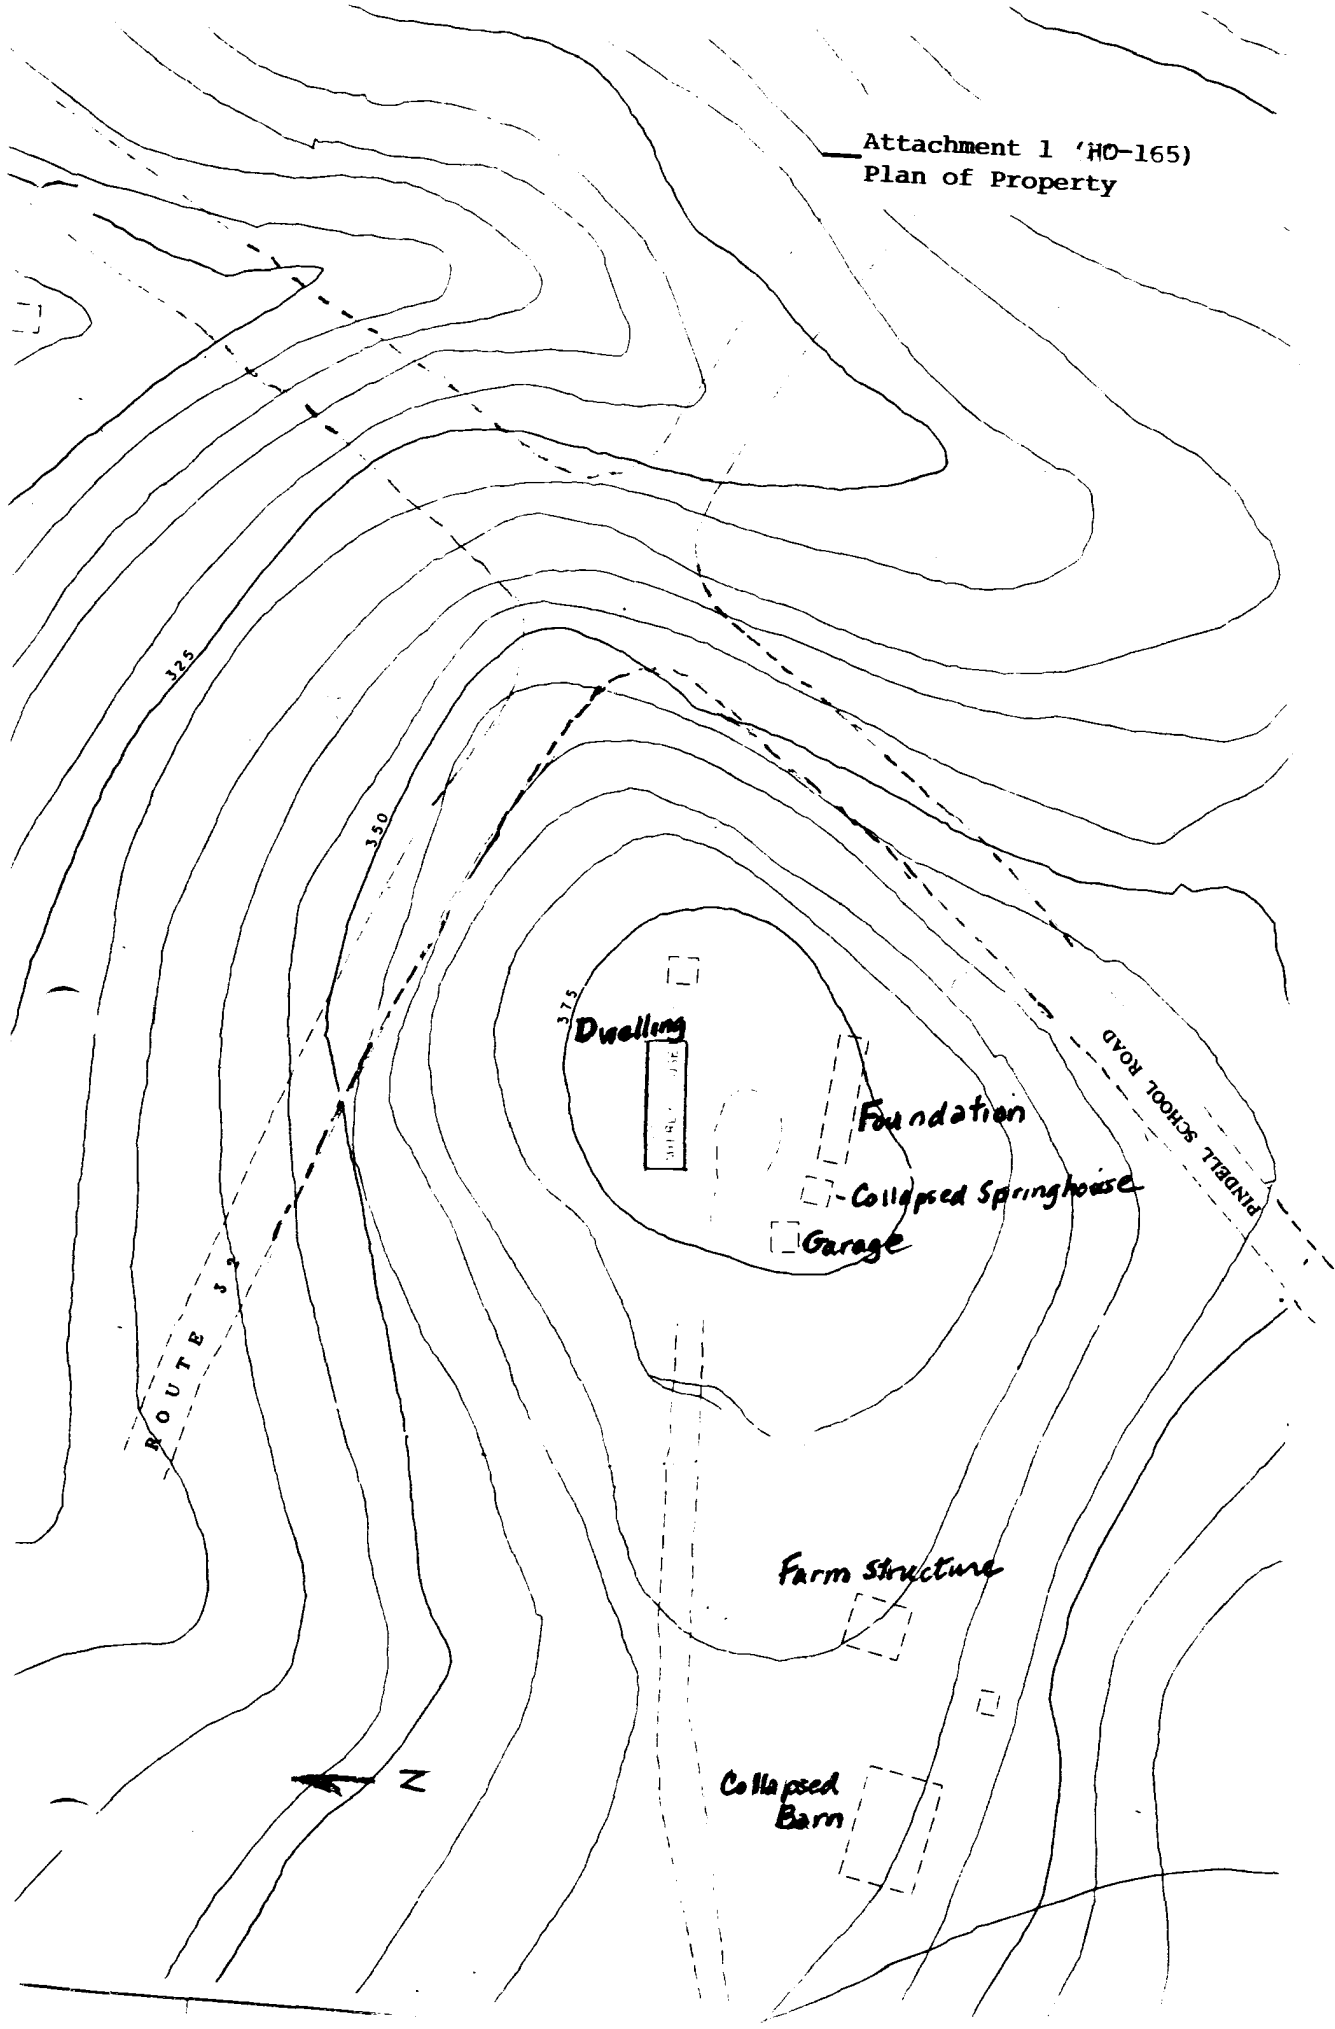 Attachment 1 (HO-165)
Plan of Property
325
350
375
Dwelling
Foundation
PINDELL SCHOOL ROAD
Collapsed Springhouse
Garage
ROUTE 32
Farm Structure
N
Collapsed
Barn